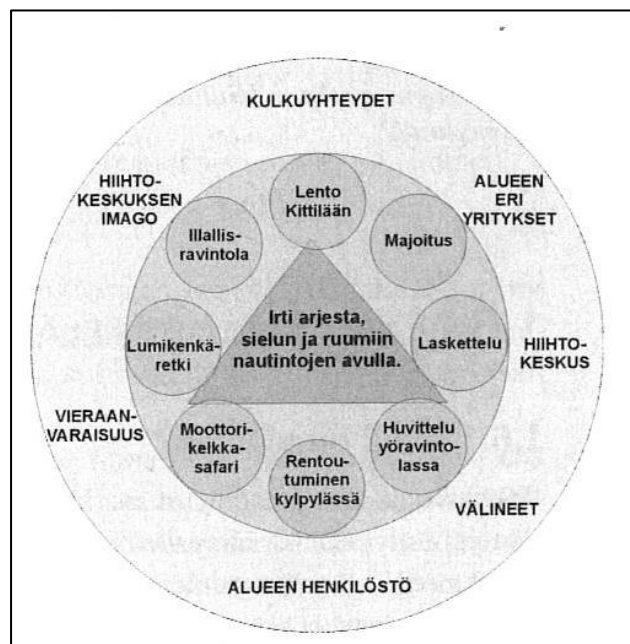 KULKUYHTEYDET
HIIHTO-
KESKUKSEN
IMAGO
ALUEEN
ERI
YRITYKSET
Lento
Kittilään
Illallis-
ravintola
Majoitus
Irti arjesta,
sielun ja ruumiin
nautintojen avulla.
Lumikenkä-
retki
Laskettelu
HIIHTO-
KESKUS
VIERAAN-
VARAISUUS
Moottori-
kelkka-
safari
Huvittelu
yöravinto-
lassa
Rentou-
tuminen
kylpylässä
VÄLINEET
ALUEEN HENKILÖSTÖ